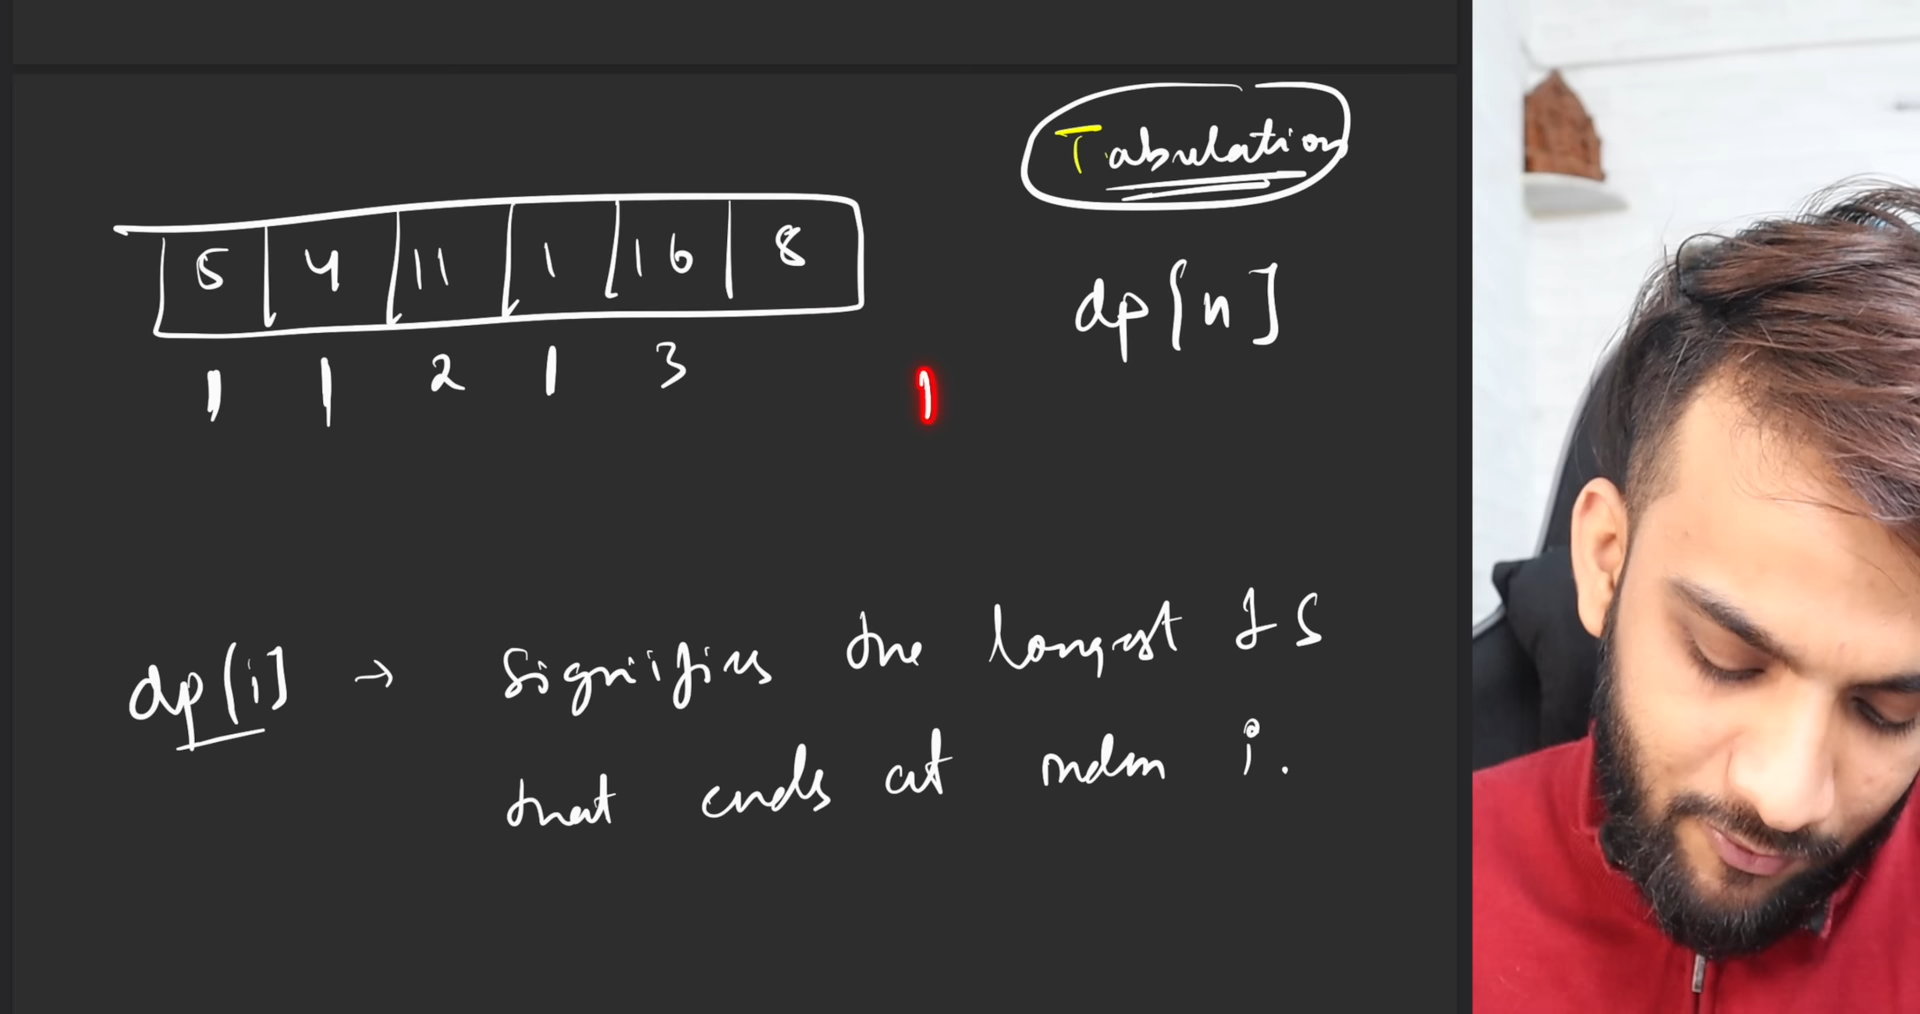 Tabulation
5 4 11 1 16 8
dp[n]
1 1 2 1 3
1
dp[i] → signifies the longest IS
that ends at index i.